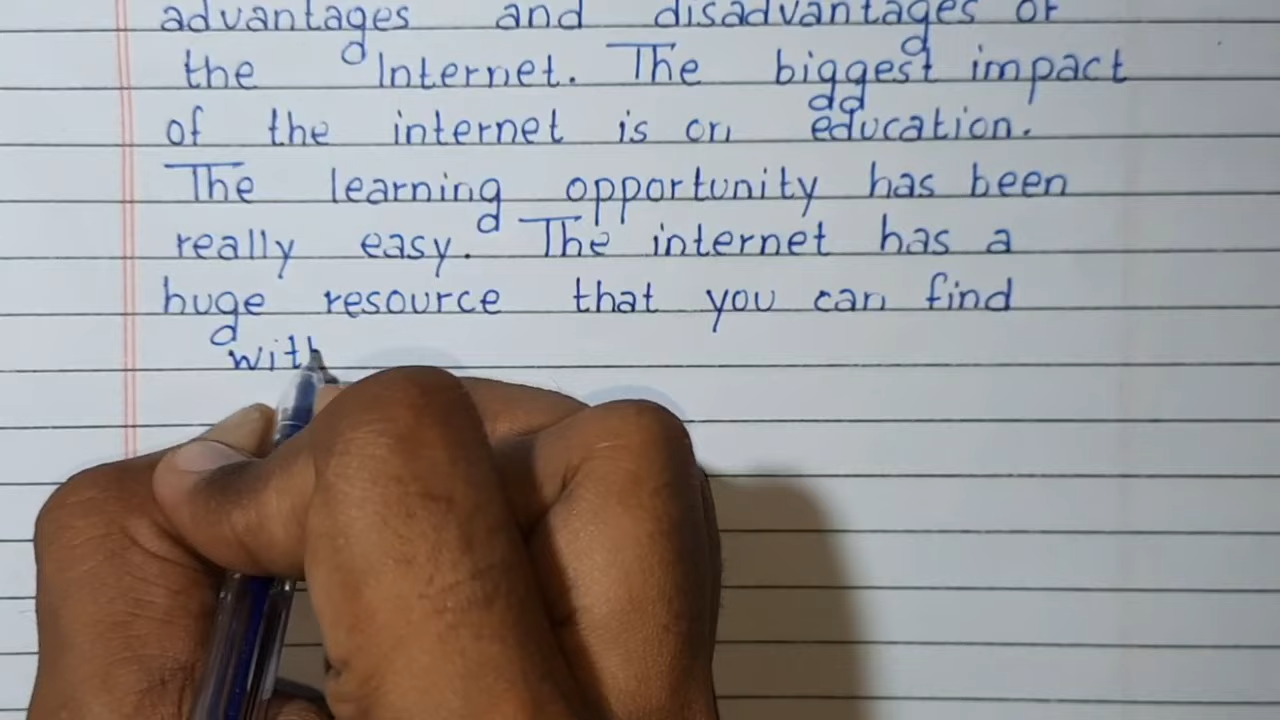 advantages and disadvantages of
the Internet. The biggest impact
of the internet is on education.
The learning opportunity has been
really easy. The internet has a
huge resource that you can find
with